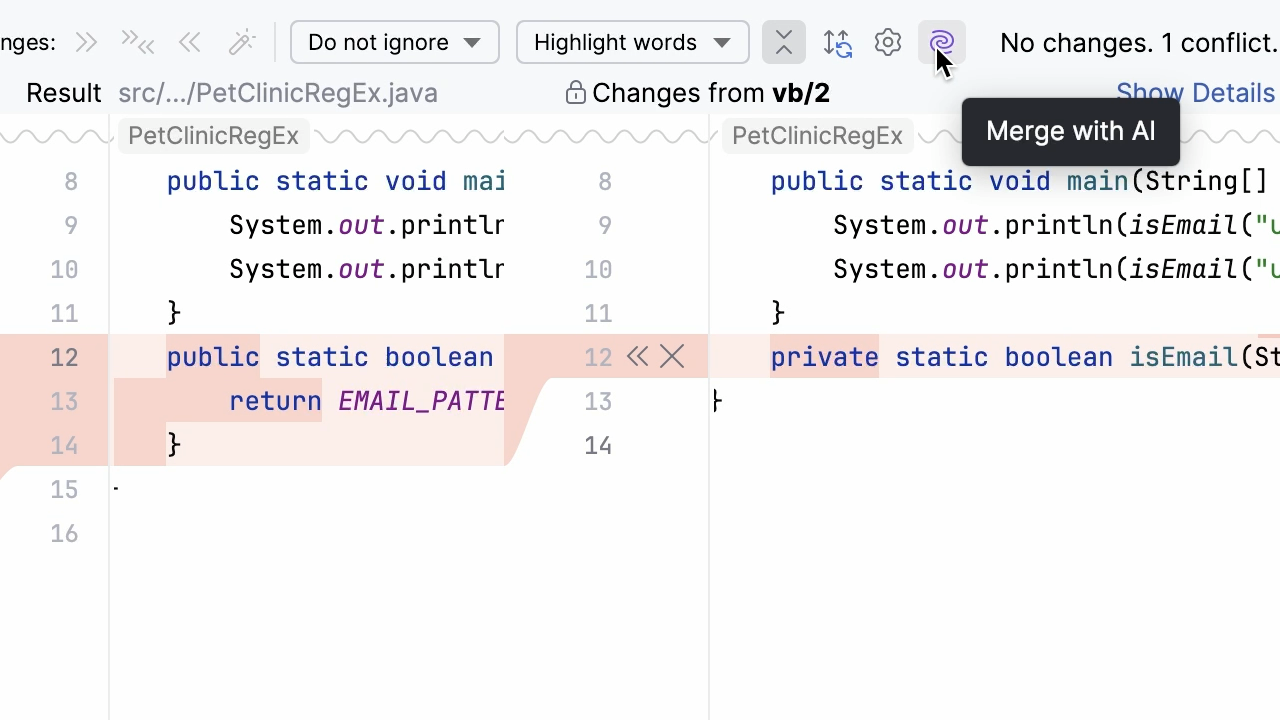 nges: Do not ignore Highlight words No changes. 1 conflict.
Result src/.../PetClinicRegEx.java Changes from vb/2 Show Details
Merge with AI
PetClinicRegEx PetClinicRegEx
8 public static void mai 8 public static void main(String[]
9 System.out.println 9 System.out.println(isEmail("u
10 System.out.println 10 System.out.println(isEmail("u
11 } 11 }
12 public static boolean 12 private static boolean isEmail(St
13 return EMAIL_PATTE 13 }
14 } 14
15
16